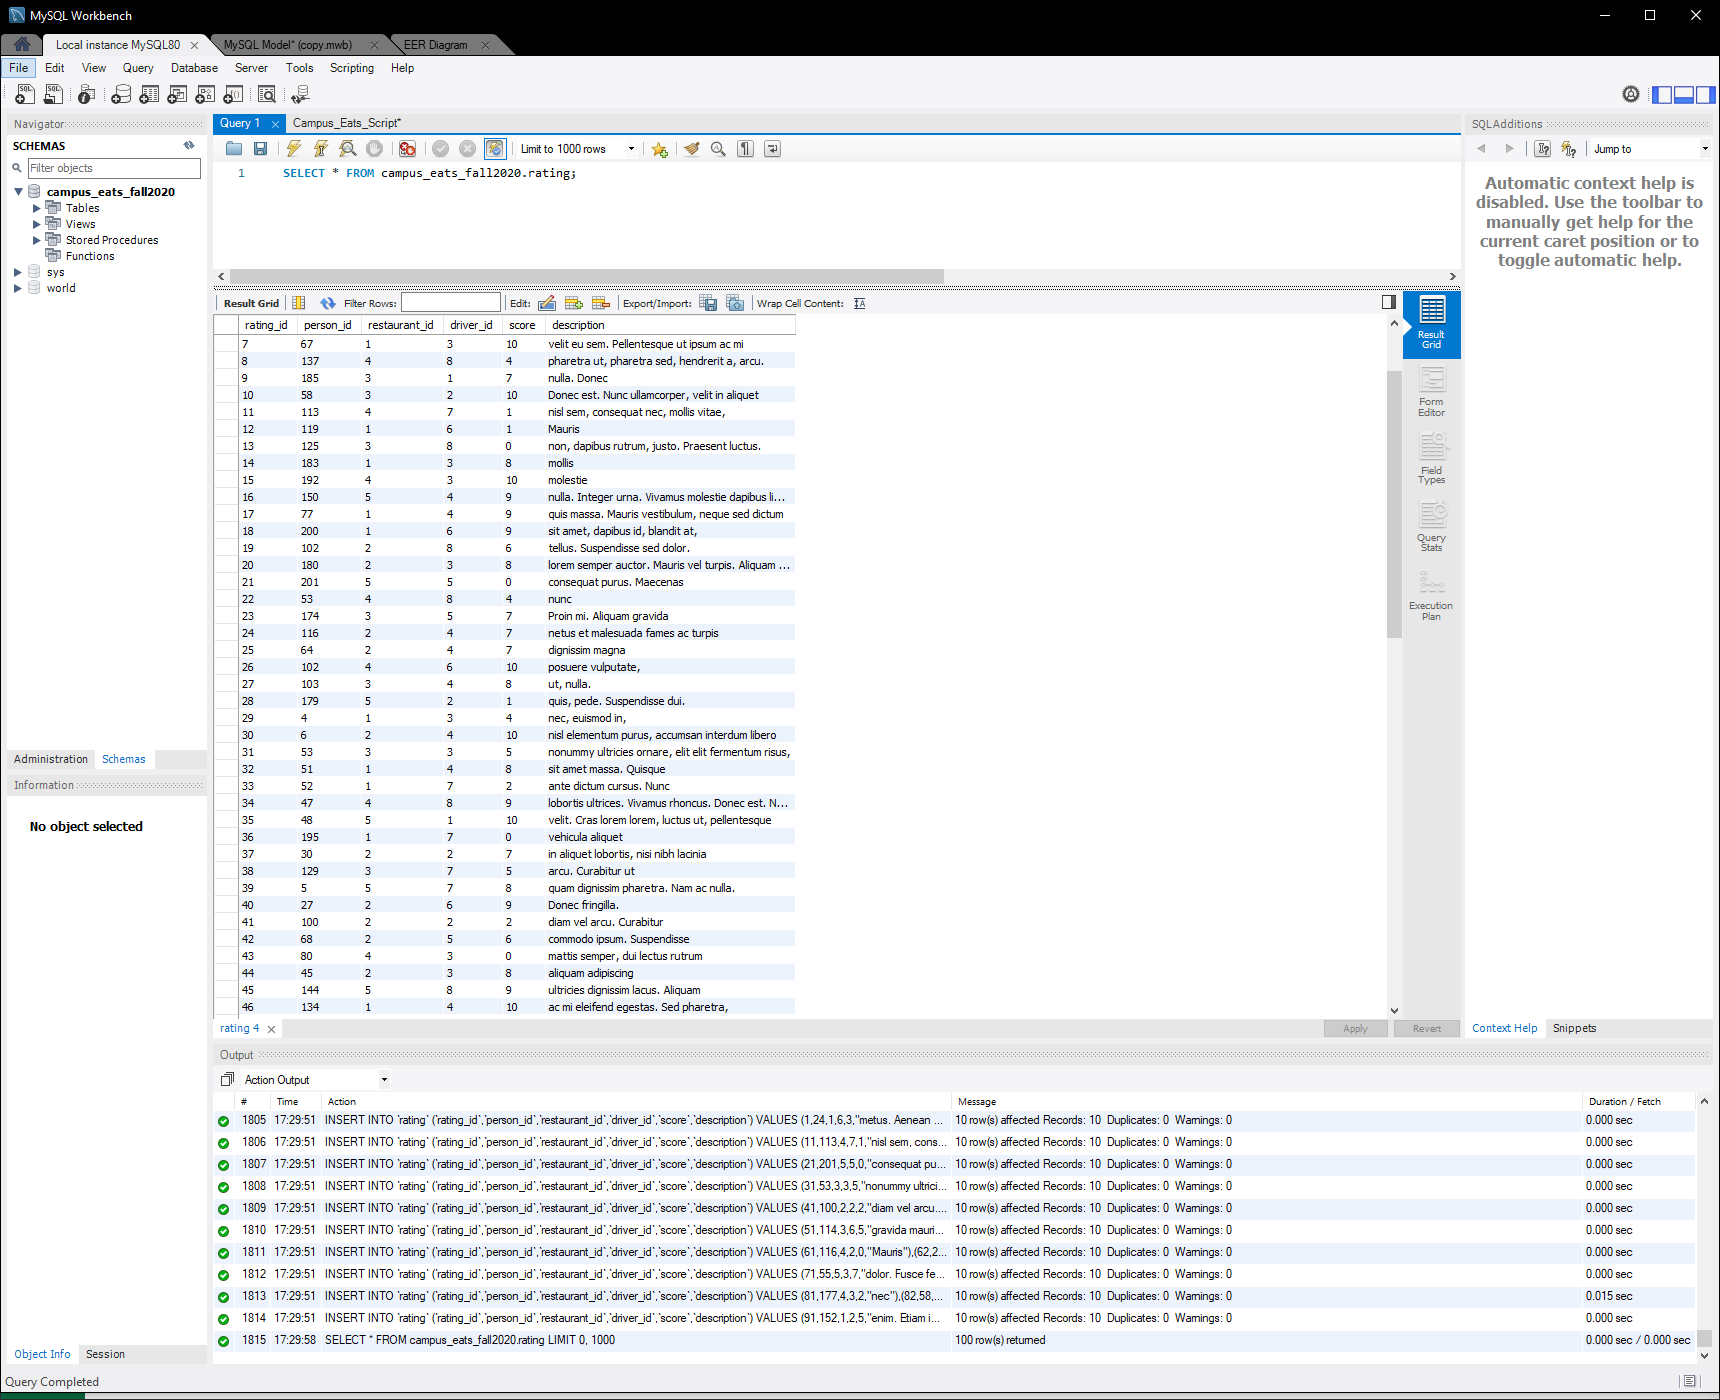 MySQL Workbench
Local instance MySQL80 MySQL Model* (copy.mwb) EER Diagram
File Edit View Query Database Server Tools Scripting Help
Navigator
SCHEMAS
Filter objects
campus_eats_fall2020
Tables
Views
Stored Procedures
Functions
sys
world
Administration Schemas
Information
No object selected
Object Info Session
Query 1 Campus_Eats_Script*
Limit to 1000 rows
1 SELECT * FROM campus_eats_fall2020.rating;
Result Grid Filter Rows: Edit: Export/Import: Wrap Cell Content:
rating_id person_id restaurant_id driver_id score description
7 67 1 3 10 velit eu sem. Pellentesque ut ipsum ac mi
8 137 4 8 4 pharetra ut, pharetra sed, hendrerit a, arcu.
9 185 3 1 7 nulla. Donec
10 58 3 2 10 Donec est. Nunc ullamcorper, velit in aliquet
11 113 4 7 1 nisl sem, consequat nec, mollis vitae,
12 119 1 6 1 Mauris
13 125 3 8 0 non, dapibus rutrum, justo. Praesent luctus.
14 183 1 3 8 mollis
15 192 4 3 10 molestie
16 150 5 4 9 nulla. Integer urna. Vivamus molestie dapibus li...
17 77 1 4 9 quis massa. Mauris vestibulum, neque sed dictum
18 200 1 6 9 sit amet, dapibus id, blandit at,
19 102 2 8 6 tellus. Suspendisse sed dolor.
20 180 2 3 8 lorem semper auctor. Mauris vel turpis. Aliquam ...
21 201 5 5 0 consequat purus. Maecenas
22 53 4 8 4 nunc
23 174 3 5 7 Proin mi. Aliquam gravida
24 116 2 4 7 netus et malesuada fames ac turpis
25 64 2 4 7 dignissim magna
26 102 4 6 10 posuere vulputate,
27 103 3 4 8 ut, nulla.
28 179 5 2 1 quis, pede. Suspendisse dui.
29 4 1 3 4 nec, euismod in,
30 6 2 4 10 nisl elementum purus, accumsan interdum libero
31 53 3 3 5 nonummy ultricies ornare, elit elit fermentum risus,
32 51 1 4 8 sit amet massa. Quisque
33 52 1 7 2 ante dictum cursus. Nunc
34 47 4 8 9 lobortis ultrices. Vivamus rhoncus. Donec est. N...
35 48 5 1 10 velit. Cras lorem lorem, luctus ut, pellentesque
36 195 1 7 0 vehicula aliquet
37 30 2 2 7 in aliquet lobortis, nisi nibh lacinia
38 129 3 7 5 arcu. Curabitur ut
39 5 5 7 8 quam dignissim pharetra. Nam ac nulla.
40 27 2 6 9 Donec fringilla.
41 100 2 2 2 diam vel arcu. Curabitur
42 68 2 5 6 commodo ipsum. Suspendisse
43 80 4 3 0 mattis semper, dui lectus rutrum
44 45 2 3 8 aliquam adipiscing
45 144 5 8 9 ultricies dignissim lacus. Aliquam
46 134 1 4 10 ac mi eleifend egestas. Sed pharetra,
Result Grid
Form Editor
Field Types
Query Stats
Execution Plan
rating 4 Apply Revert
SQLAdditions
Jump to
Automatic context help is
disabled. Use the toolbar to
manually get help for the
current caret position or to
toggle automatic help.
Context Help Snippets
Output
Action Output
# Time Action Message Duration / Fetch
1805 17:29:51 INSERT INTO `rating` (`rating_id`,`person_id`,`restaurant_id`,`driver_id`,`score`,`description`) VALUES (1,24,1,6,3,"metus. Aenean ... 10 row(s) affected Records: 10 Duplicates: 0 Warnings: 0 0.000 sec
1806 17:29:51 INSERT INTO `rating` (`rating_id`,`person_id`,`restaurant_id`,`driver_id`,`score`,`description`) VALUES (11,113,4,7,1,"nisl sem, cons... 10 row(s) affected Records: 10 Duplicates: 0 Warnings: 0 0.000 sec
1807 17:29:51 INSERT INTO `rating` (`rating_id`,`person_id`,`restaurant_id`,`driver_id`,`score`,`description`) VALUES (21,201,5,5,0,"consequat pu... 10 row(s) affected Records: 10 Duplicates: 0 Warnings: 0 0.000 sec
1808 17:29:51 INSERT INTO `rating` (`rating_id`,`person_id`,`restaurant_id`,`driver_id`,`score`,`description`) VALUES (31,53,3,3,5,"nonummy ultrici... 10 row(s) affected Records: 10 Duplicates: 0 Warnings: 0 0.000 sec
1809 17:29:51 INSERT INTO `rating` (`rating_id`,`person_id`,`restaurant_id`,`driver_id`,`score`,`description`) VALUES (41,100,2,2,2,"diam vel arcu.... 10 row(s) affected Records: 10 Duplicates: 0 Warnings: 0 0.000 sec
1810 17:29:51 INSERT INTO `rating` (`rating_id`,`person_id`,`restaurant_id`,`driver_id`,`score`,`description`) VALUES (51,114,3,6,5,"gravida mauri... 10 row(s) affected Records: 10 Duplicates: 0 Warnings: 0 0.000 sec
1811 17:29:51 INSERT INTO `rating` (`rating_id`,`person_id`,`restaurant_id`,`driver_id`,`score`,`description`) VALUES (61,116,4,2,0,"Mauris"),(62,2... 10 row(s) affected Records: 10 Duplicates: 0 Warnings: 0 0.000 sec
1812 17:29:51 INSERT INTO `rating` (`rating_id`,`person_id`,`restaurant_id`,`driver_id`,`score`,`description`) VALUES (71,55,5,3,7,"dolor. Fusce fe... 10 row(s) affected Records: 10 Duplicates: 0 Warnings: 0 0.000 sec
1813 17:29:51 INSERT INTO `rating` (`rating_id`,`person_id`,`restaurant_id`,`driver_id`,`score`,`description`) VALUES (81,177,4,3,2,"nec"),(82,58,... 10 row(s) affected Records: 10 Duplicates: 0 Warnings: 0 0.015 sec
1814 17:29:51 INSERT INTO `rating` (`rating_id`,`person_id`,`restaurant_id`,`driver_id`,`score`,`description`) VALUES (91,152,1,2,5,"enim. Etiam i... 10 row(s) affected Records: 10 Duplicates: 0 Warnings: 0 0.000 sec
1815 17:29:58 SELECT * FROM campus_eats_fall2020.rating LIMIT 0, 1000 100 row(s) returned 0.000 sec / 0.000 sec
Query Completed